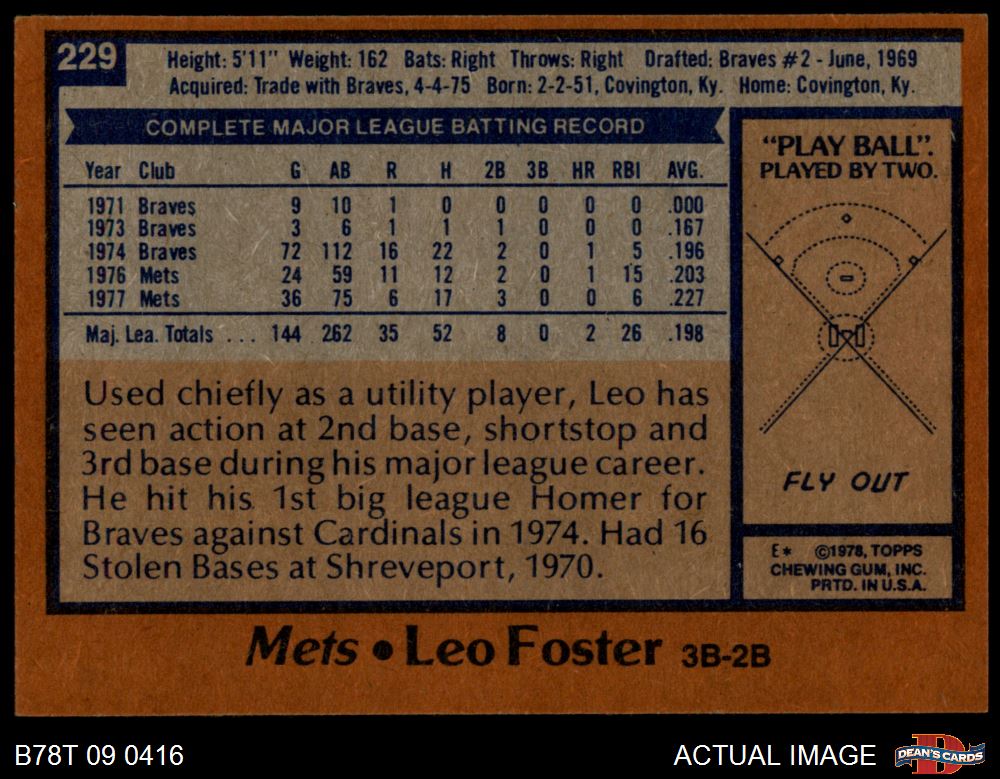 229
Height: 5'11" Weight: 162 Bats: Right Throws: Right Drafted: Braves #2 - June, 1969
Acquired: Trade with Braves, 4-4-75 Born: 2-2-51, Covington, Ky. Home: Covington, Ky.
COMPLETE MAJOR LEAGUE BATTING RECORD
Year Club G AB R H 2B 3B HR RBI AVG.
1971 Braves 9 10 1 0 0 0 0 0 .000
1973 Braves 3 6 1 1 1 0 0 0 .167
1974 Braves 72 112 16 22 2 0 1 5 .196
1976 Mets 24 59 11 12 2 0 1 15 .203
1977 Mets 36 75 6 17 3 0 0 6 .227
Maj. Lea. Totals . . . 144 262 35 52 8 0 2 26 .198
Used chiefly as a utility player, Leo has
seen action at 2nd base, shortstop and
3rd base during his major league career.
He hit his 1st big league Homer for
Braves against Cardinals in 1974. Had 16
Stolen Bases at Shreveport, 1970.
"PLAY BALL".
PLAYED BY TWO.
FLY OUT
E* ©1978, TOPPS
CHEWING GUM, INC.
PRTD. IN U.S.A.
Mets • Leo Foster 3B-2B
B78T 09 0416
ACTUAL IMAGE
D
DEAN'S CARDS